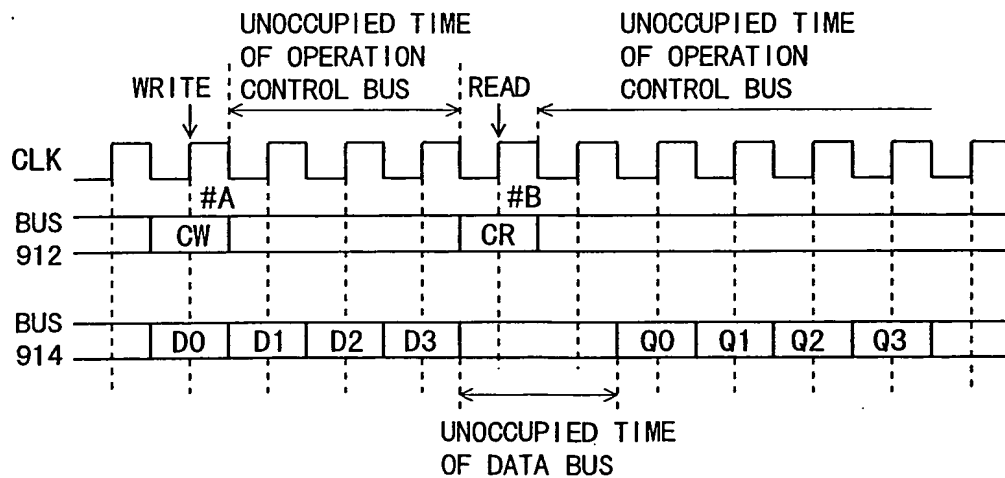 UNOCCUPIED TIME
OF OPERATION
CONTROL BUS
UNOCCUPIED TIME
OF OPERATION
CONTROL BUS
WRITE
READ
CLK
#A
#B
BUS
912
CW
CR
BUS
914
D0
D1
D2
D3
Q0
Q1
Q2
Q3
UNOCCUPIED TIME
OF DATA BUS